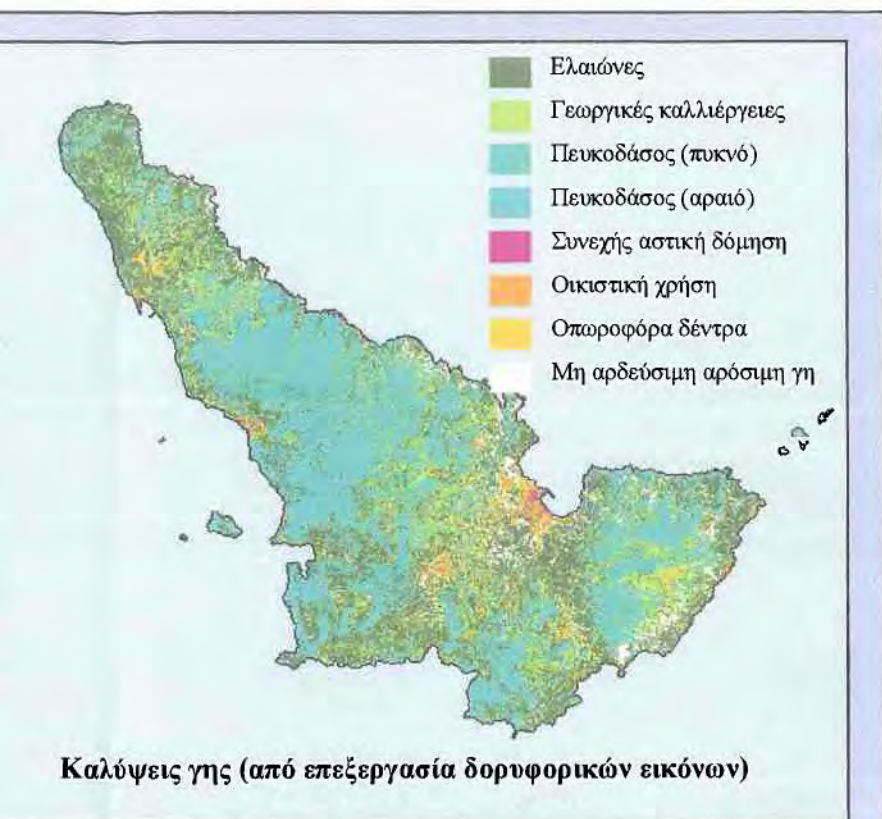 Ελαιώνες
Γεωργικές καλλιέργειες
Πευκοδάσος (πυκνό)
Πευκοδάσος (αραιό)
Συνεχής αστική δόμηση
Οικιστική χρήση
Οπωροφόρα δέντρα
Μη αρδεύσιμη αρόσιμη γη
Καλύψεις γης (από επεξεργασία δορυφορικών εικόνων)